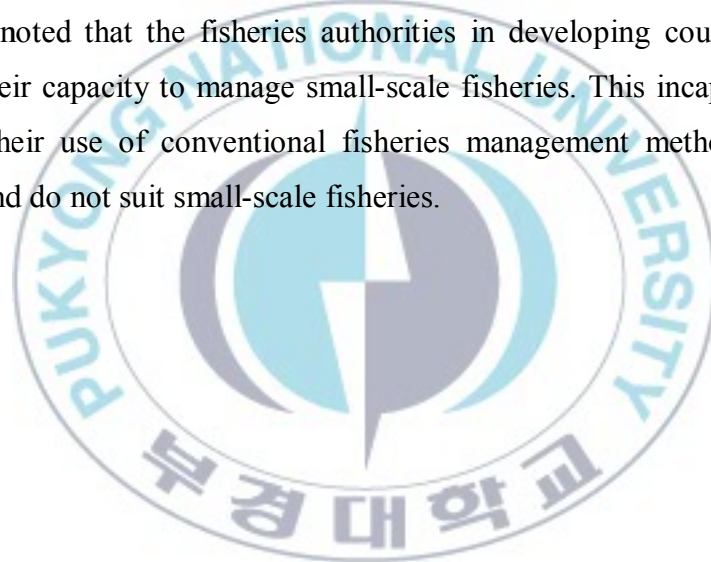 noted that the fisheries authorities in developing cou
eir capacity to manage small-scale fisheries. This incap
heir use of conventional fisheries management metho
nd do not suit small-scale fisheries.
PUKYONG NATIONAL UNIVERSITY
부경대학교